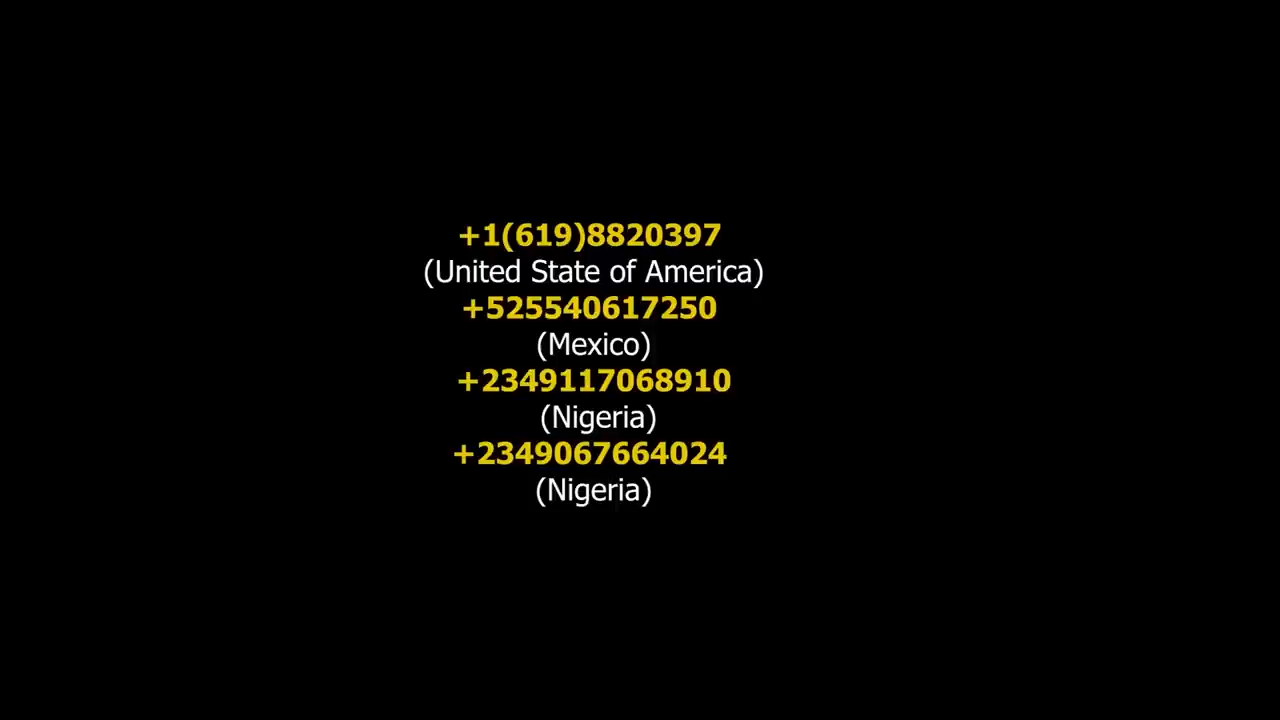 +1(619)8820397
(United State of America)
+525540617250
(Mexico)
+2349117068910
(Nigeria)
+2349067664024
(Nigeria)